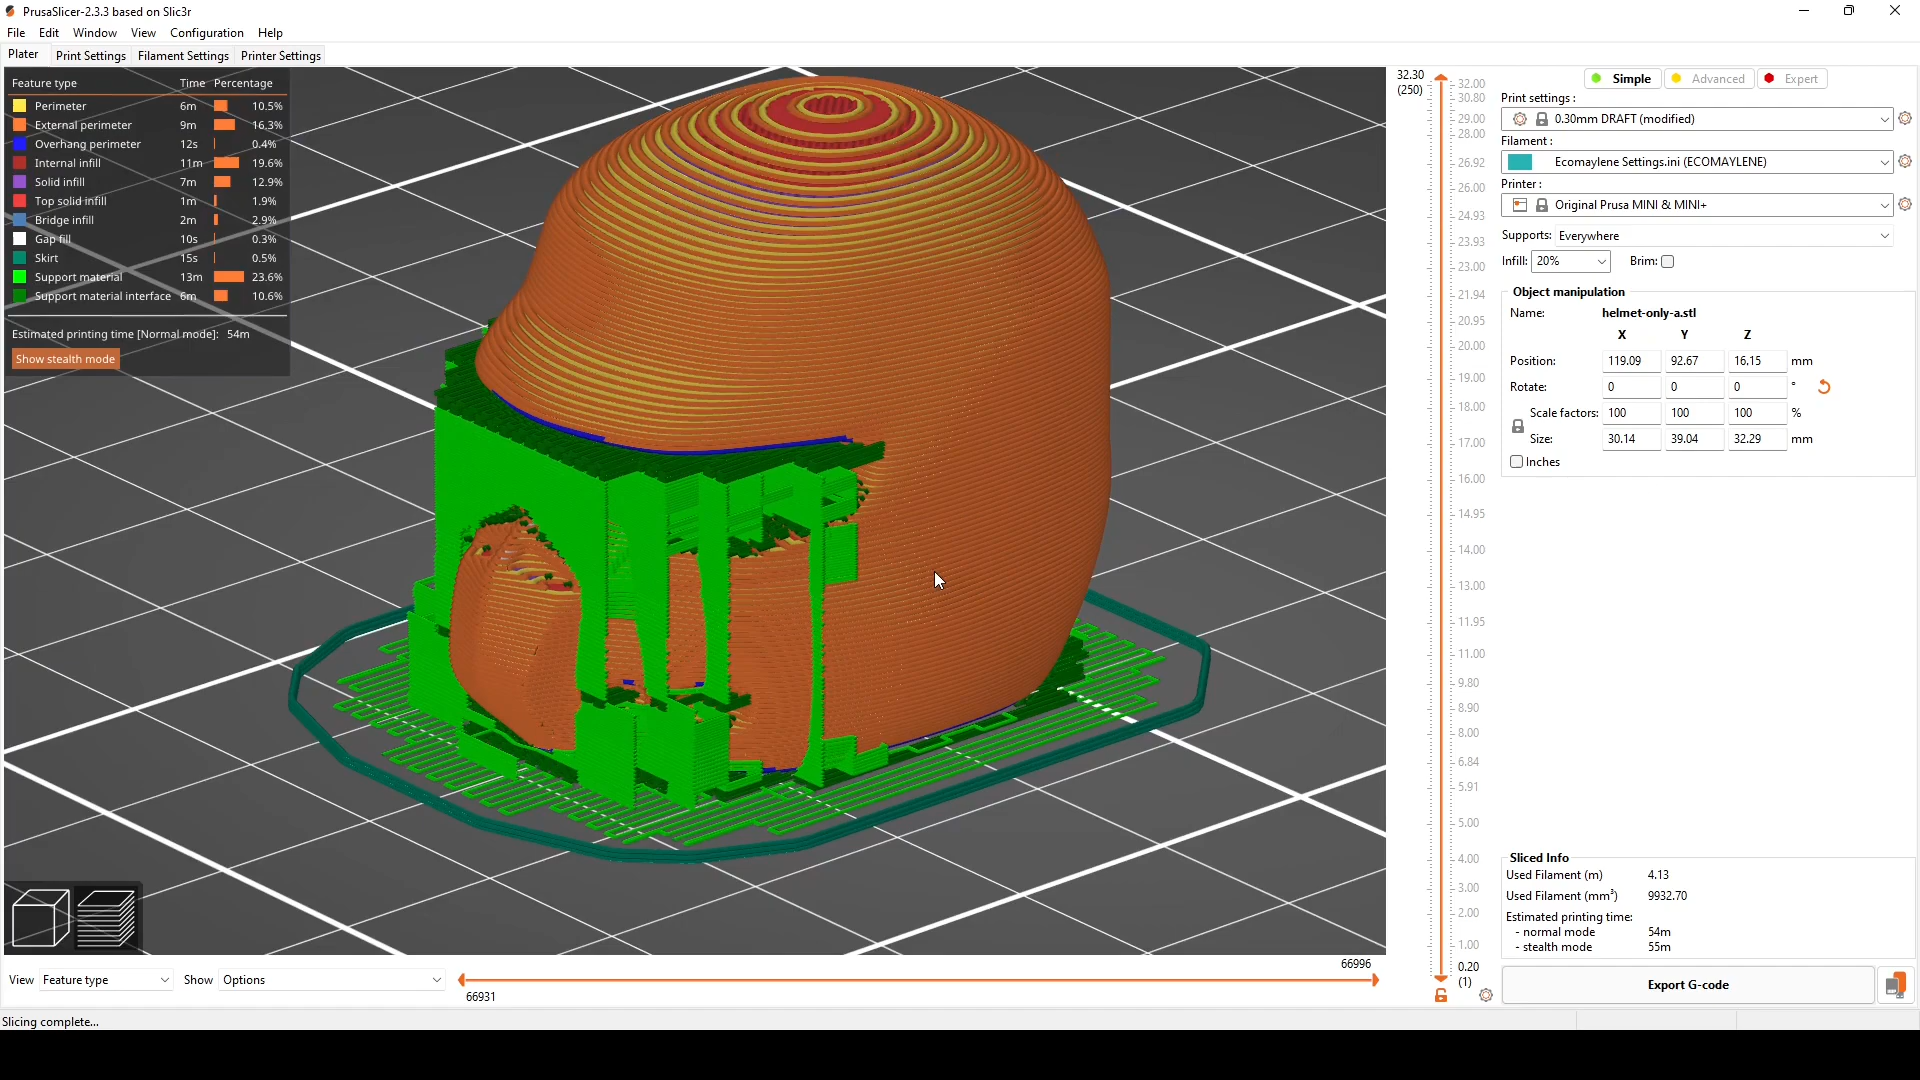 PrusaSlicer-2.3.3 based on Slic3r
File Edit Window View Configuration Help
Plater Print Settings Filament Settings Printer Settings
Feature type Time Percentage
Perimeter 6m 10.5%
External perimeter 9m 16.3%
Overhang perimeter 12s 0.4%
Internal infill 11m 19.6%
Solid infill 7m 12.9%
Top solid infill 1m 1.9%
Bridge infill 2m 2.9%
Gap fill 10s 0.3%
Skirt 15s 0.5%
Support material 13m 23.6%
Support material interface 6m 10.6%
Estimated printing time [Normal mode]: 54m
Show stealth mode
32.30
(250)
32.00
30.80
29.00
28.00
26.92
26.00
24.93
23.93
23.00
21.94
20.95
20.00
19.00
18.00
17.00
16.00
14.95
14.00
13.00
11.95
11.00
9.80
8.90
8.00
6.84
5.91
5.00
4.00
3.00
2.00
1.00
0.20
(1)
Simple Advanced Expert
Print settings :
0.30mm DRAFT (modified)
Filament :
Ecomaylene Settings.ini (ECOMAYLENE)
Printer :
Original Prusa MINI & MINI+
Supports: Everywhere
Infill: 20% Brim:
Object manipulation
Name: helmet-only-a.stl
X Y Z
Position: 119.09 92.67 16.15 mm
Rotate: 0 0 0 °
Scale factors: 100 100 100 %
Size: 30.14 39.04 32.29 mm
Inches
Sliced Info
Used Filament (m) 4.13
Used Filament (mm³) 9932.70
Estimated printing time:
- normal mode 54m
- stealth mode 55m
Export G-code
View Feature type Show Options
66996
66931
Slicing complete...